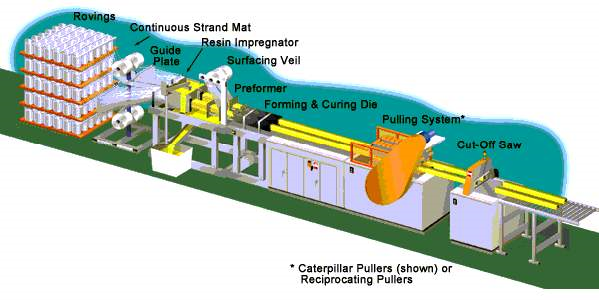 Rovings
Continuous Strand Mat
Guide
Plate
Resin Impregnator
Surfacing Veil
Preformer
Forming & Curing Die
Pulling System*
Cut-Off Saw
* Caterpillar Pullers (shown) or
Reciprocating Pullers